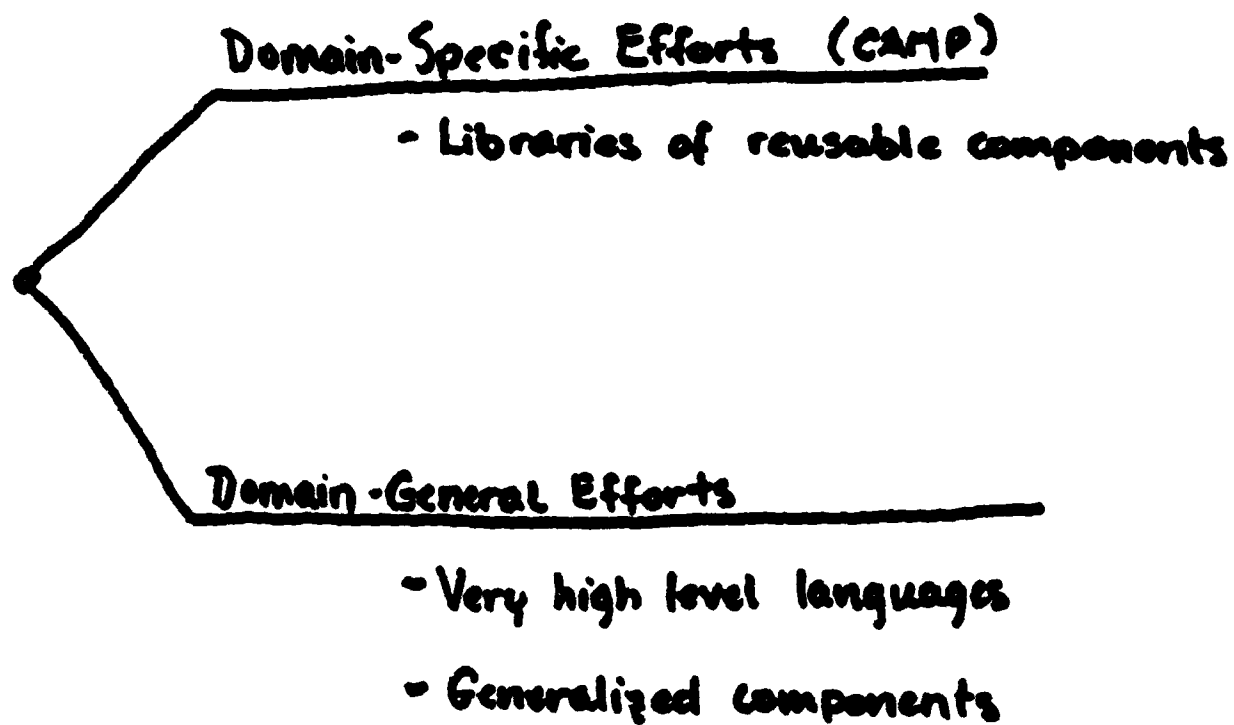 Domain-Specific Efforts (CAMP)
- Libraries of reusable components
Domain-General Efforts
- Very high level languages
- Generalized components